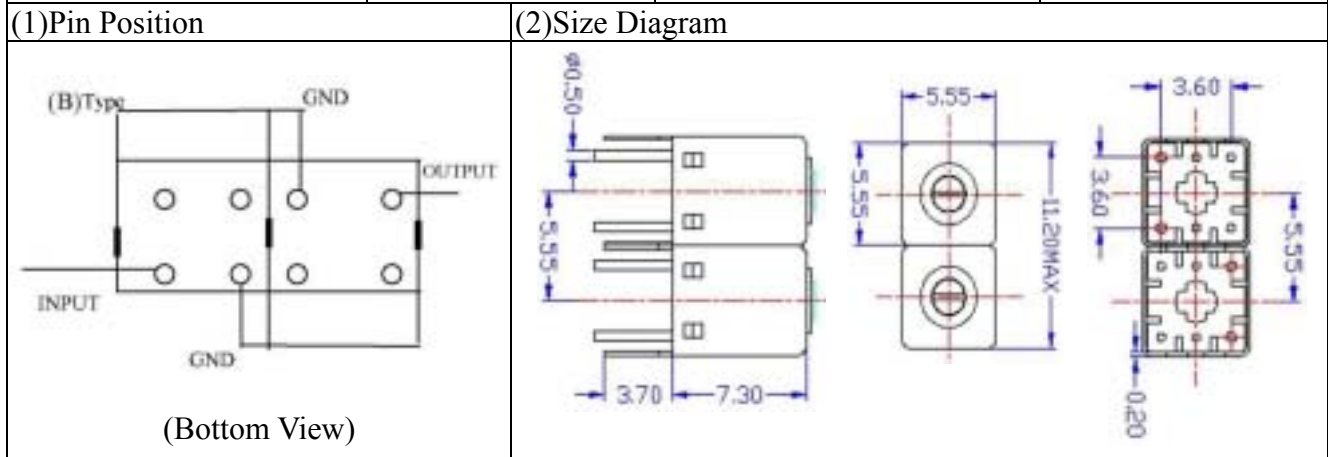 (1)Pin Position
(2)Size Diagram
(B)Type
GND
OUTPUT
INPUT
GND
(Bottom View)
ø0.50
5.55
3.70
7.30
5.55
5.55
11.20MAX
3.60
3.60
5.55
0.20